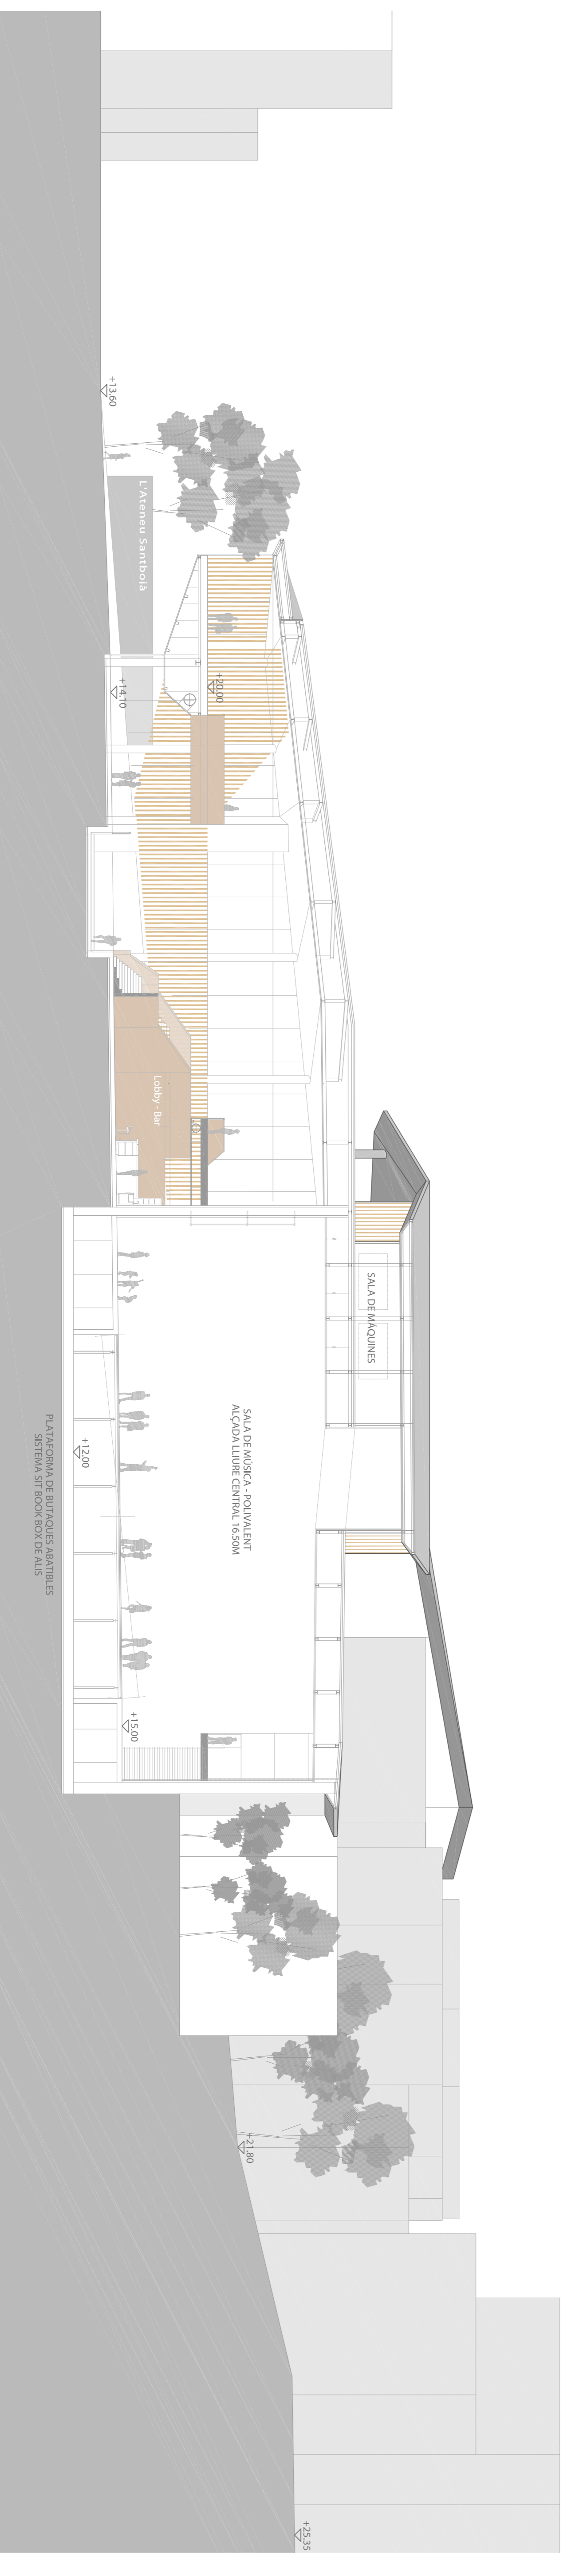 +13.60
L'Ateneu Santboià
+14.10
+20.00
Lobby - Bar
SALA DE MÀQUINES
SALA DE MÚSICA - POLIVALENT
ALÇADA LLIURE CENTRAL 16.50M
+12.00
PLATAFORMA DE BUTAQUES ABATIBLES
SISTEMA SIT BOOK BOX DE ALIS
+15.00
+21.80
+25.35